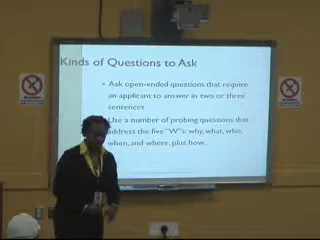 Kinds of Questions to Ask
Ask open-ended questions that require
an applicant to answer in two or three
sentences
Use a number of probing questions that
address the five "W"s: why, what, who,
when, and where, plus how.